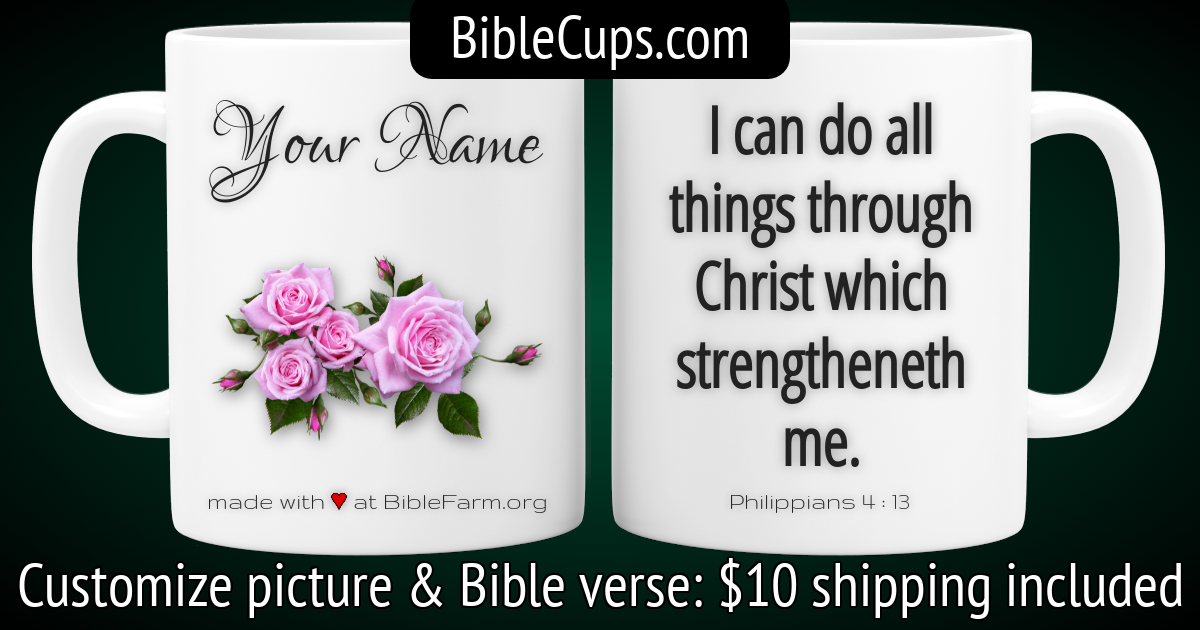 BibleCups.com
Your Name
made with ♥ at BibleFarm.org
I can do all
things through
Christ which
strengtheneth
me.
Philippians 4 : 13
Customize picture & Bible verse: $10 shipping included